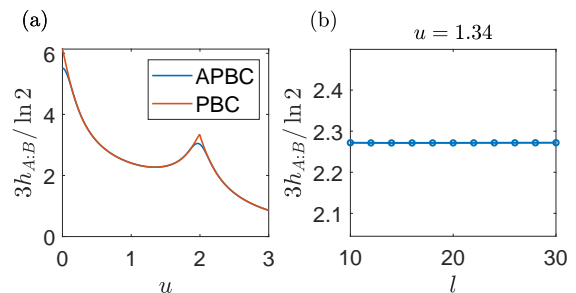 (a)
6
4
2
0
3h_{A:B}/ ln 2
APBC
PBC
0
1
2
3
u
(b)
u = 1.34
2.4
2.3
2.2
2.1
3h_{A:B}/ ln 2
10
20
30
l